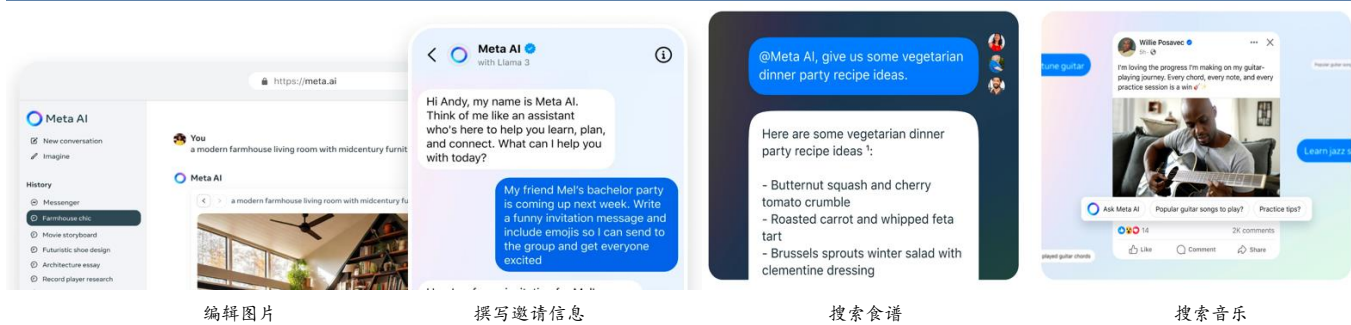 https://meta.ai
Meta AI
New conversation
Imagine
History
Messenger
Farmhouse chic
Movie storyboard
Futuristic shoe design
Architecture essay
Record player research
You
a modern farmhouse living room with midcentury furnit
Meta AI
a modern farmhouse living room with midcentury fu
Meta AI
with Llama 3
Hi Andy, my name is Meta AI.
Think of me like an assistant
who's here to help you learn, plan,
and connect. What can I help you
with today?
My friend Mel's bachelor party
is coming up next week. Write
a funny invitation message and
include emojis so I can send to
the group and get everyone
excited
@Meta AI, give us some vegetarian
dinner party recipe ideas.
Here are some vegetarian dinner
party recipe ideas ¹:
- Butternut squash and cherry
tomato crumble
- Roasted carrot and whipped feta
tart
- Brussels sprouts winter salad with
clementine dressing
tune guitar
Willie Posavec
5h
I'm loving the progress I'm making on my guitar-
playing journey. Every chord, every note, and every
practice session is a win
Popular guitar song
Learn jazz s
Ask Meta AI
Popular guitar songs to play?
Practice tips?
14
2K comments
Like
Comment
Share
played guitar chords
编辑图片
撰写邀请信息
搜索食谱
搜索音乐